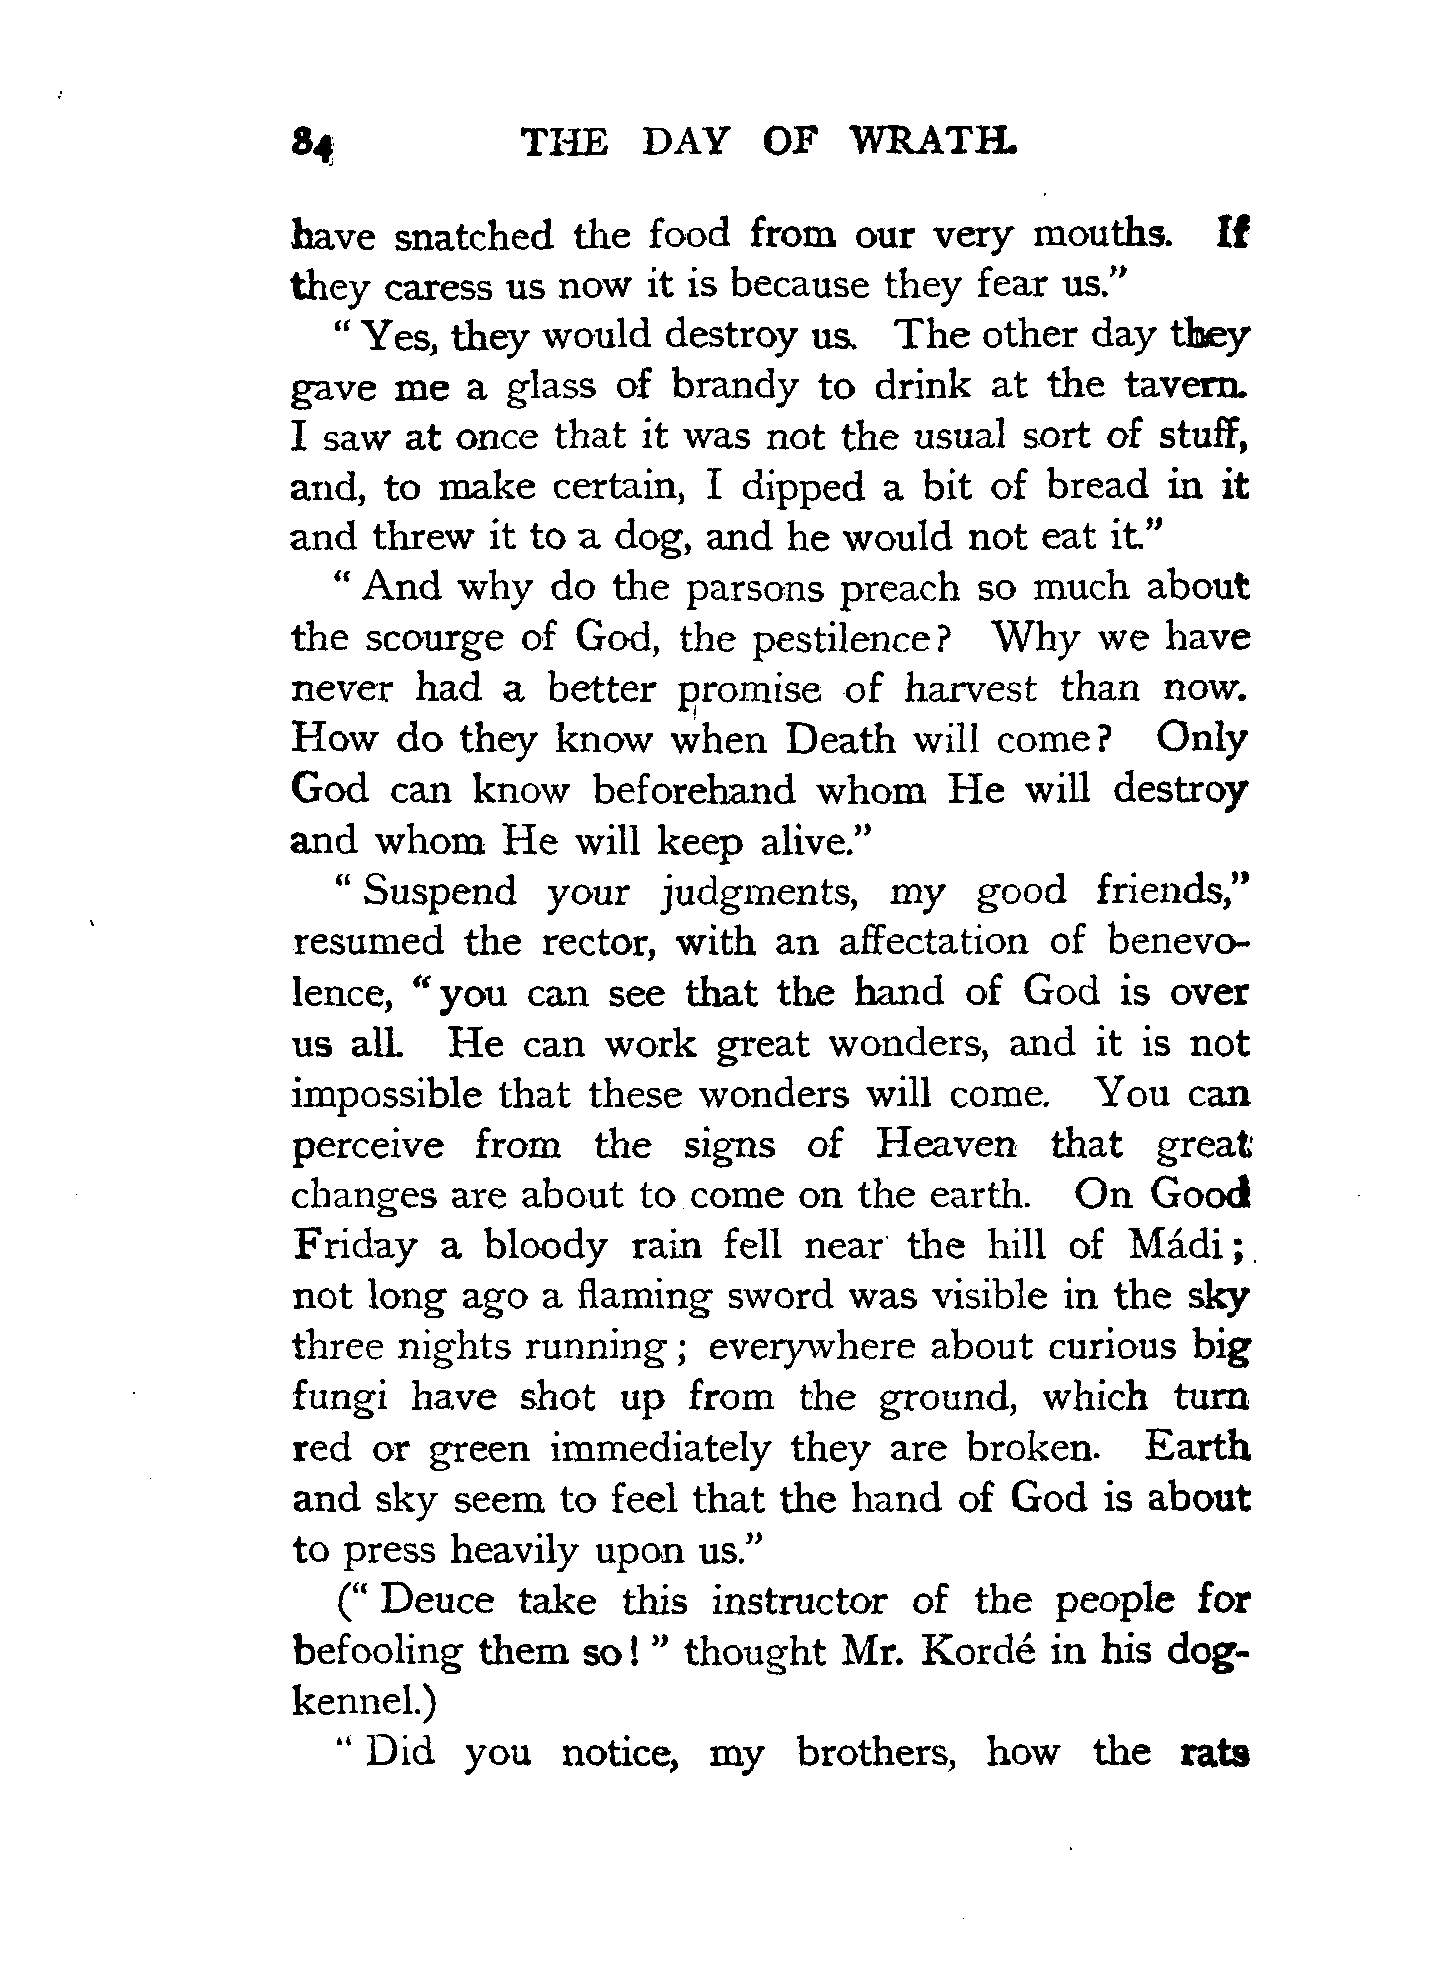 84 THE DAY OF WRATH.
have snatched the food from our very mouths. If
they caress us now it is because they fear us."
" Yes, they would destroy us. The other day they
gave me a glass of brandy to drink at the tavern.
I saw at once that it was not the usual sort of stuff,
and, to make certain, I dipped a bit of bread in it
and threw it to a dog, and he would not eat it."
" And why do the parsons preach so much about
the scourge of God, the pestilence? Why we have
never had a better promise of harvest than now.
How do they know when Death will come? Only
God can know beforehand whom He will destroy
and whom He will keep alive."
" Suspend your judgments, my good friends,"
resumed the rector, with an affectation of benevo-
lence, "you can see that the hand of God is over
us all. He can work great wonders, and it is not
impossible that these wonders will come. You can
perceive from the signs of Heaven that great
changes are about to come on the earth. On Good
Friday a bloody rain fell near the hill of Mádi;
not long ago a flaming sword was visible in the sky
three nights running; everywhere about curious big
fungi have shot up from the ground, which turn
red or green immediately they are broken. Earth
and sky seem to feel that the hand of God is about
to press heavily upon us."
(" Deuce take this instructor of the people for
befooling them so! " thought Mr. Kordé in his dog-
kennel.)
" Did you notice, my brothers, how the rats